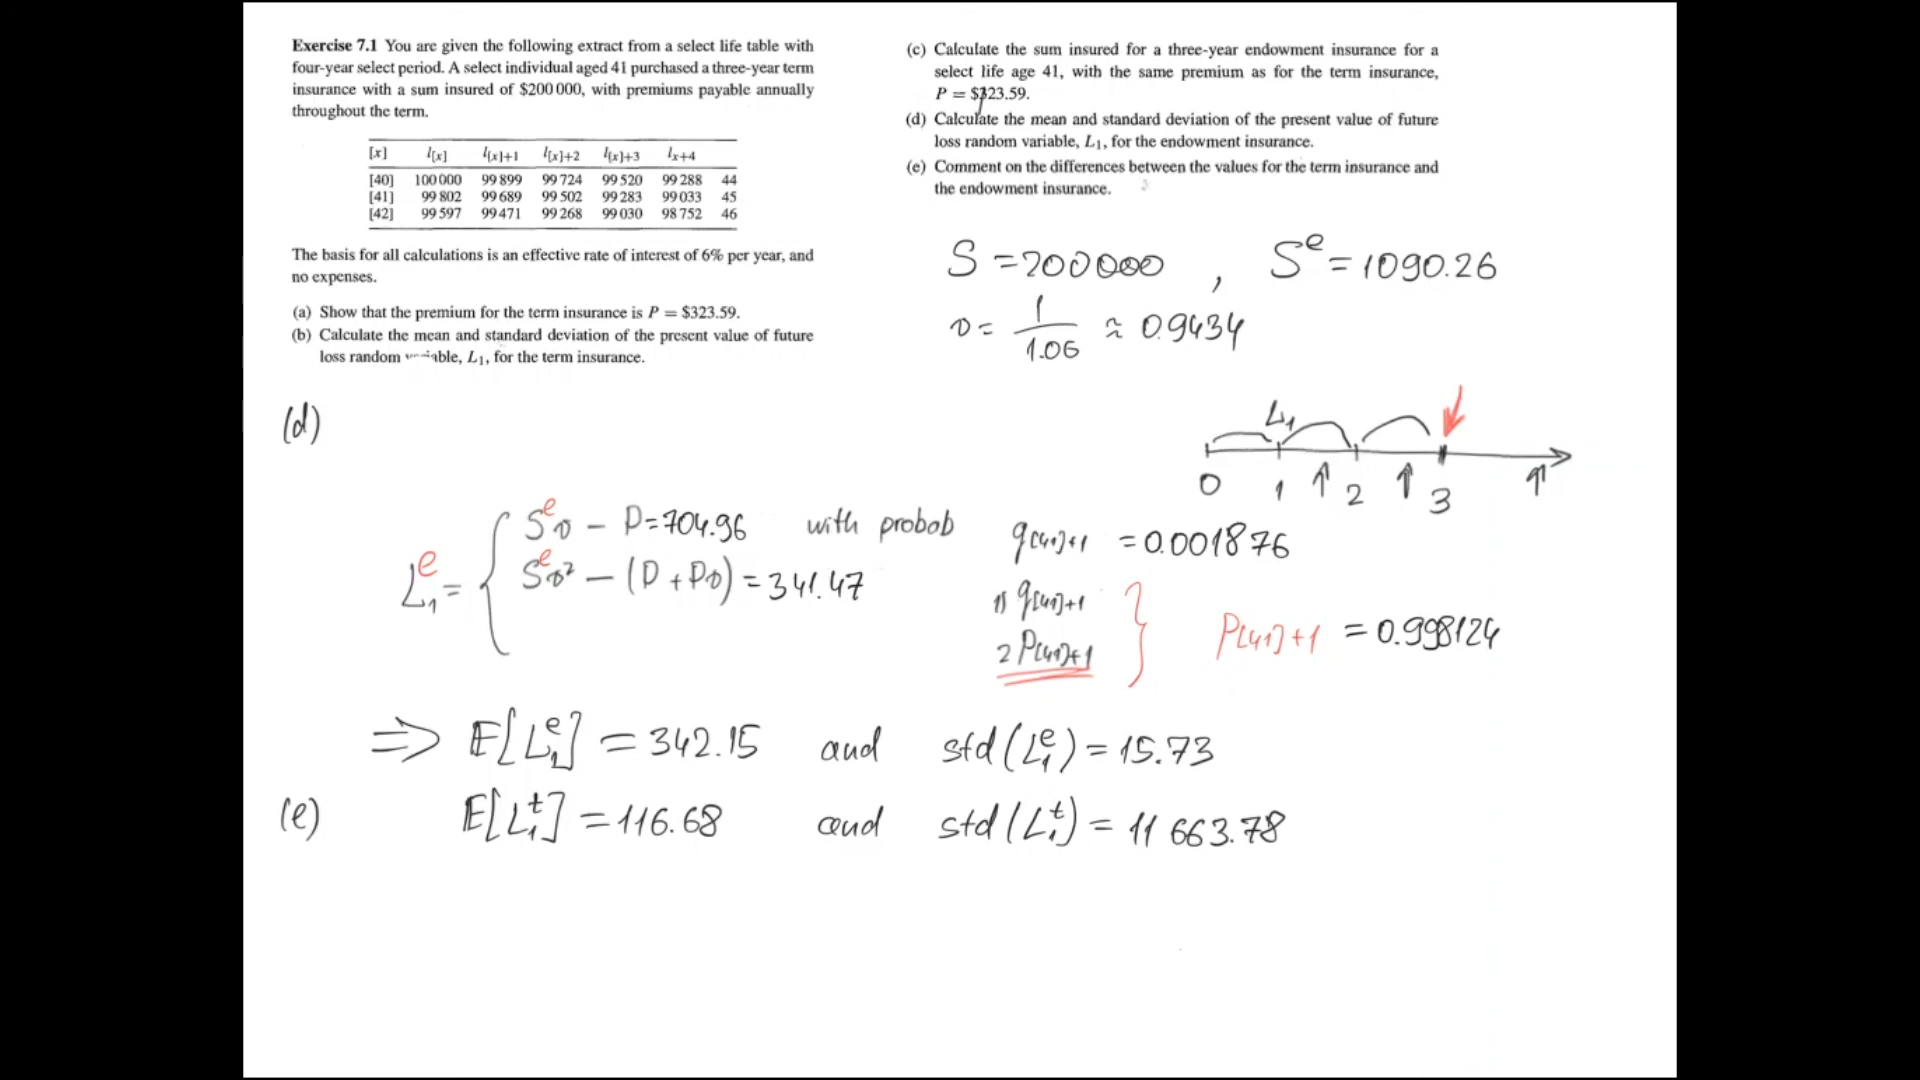 Exercise 7.1 You are given the following extract from a select life table with
four-year select period. A select individual aged 41 purchased a three-year term
insurance with a sum insured of $200 000, with premiums payable annually
throughout the term.
[x] l[x] l[x]+1 l[x]+2 l[x]+3 lx+4
[40] 100 000 99 899 99 724 99 520 99 288 44
[41] 99 802 99 689 99 502 99 283 99 033 45
[42] 99 597 99 471 99 268 99 030 98 752 46
The basis for all calculations is an effective rate of interest of 6% per year, and
no expenses.
(a) Show that the premium for the term insurance is P = $323.59.
(b) Calculate the mean and standard deviation of the present value of future
loss random variable, L1, for the term insurance.
(c) Calculate the sum insured for a three-year endowment insurance for a
select life age 41, with the same premium as for the term insurance,
P = $323.59.
(d) Calculate the mean and standard deviation of the present value of future
loss random variable, L1, for the endowment insurance.
(e) Comment on the differences between the values for the term insurance and
the endowment insurance.
S = 200000 , S^e = 1090.26
v = 1/1.06 ≈ 0.9434
(d)
L1
0 1 ↑ 2 ↑ 3 ↑
L1^e = { S^e v − P = 704.96 with probab q[41]+1 = 0.001876
S^e v² − (P + Pv) = 341.47 1| q[41]+1
2P[41]+1 } P[41]+1 = 0.998124
⇒ E[L1^e] = 342.15 and std(L1^e) = 15.73
(e) E[L1^t] = 116.68 and std(L1^t) = 11 663.78